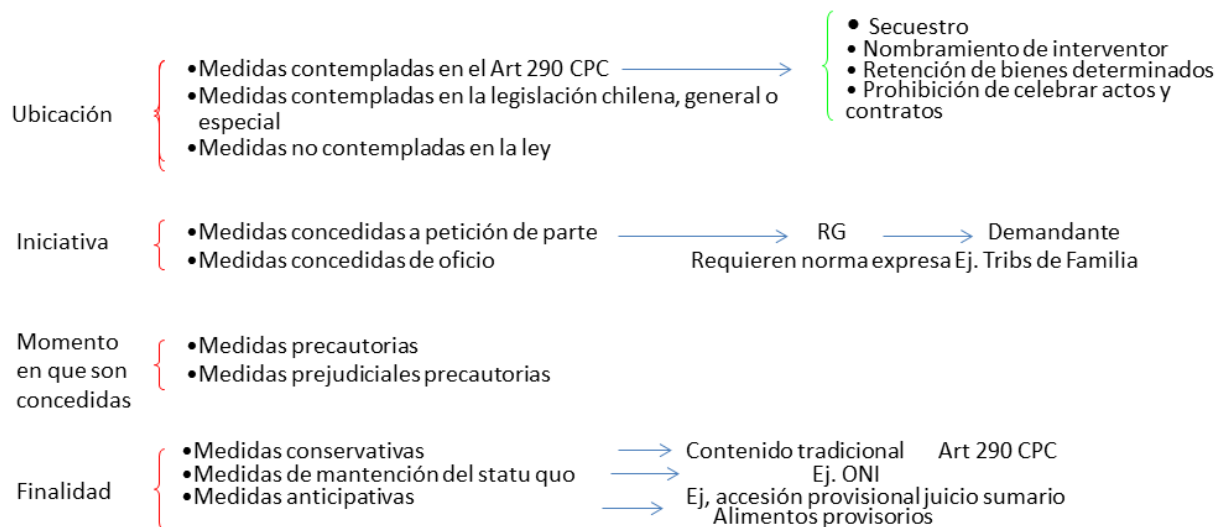 Ubicación
•Medidas contempladas en el Art 290 CPC
•Medidas contempladas en la legislación chilena, general o
especial
•Medidas no contempladas en la ley
• Secuestro
• Nombramiento de interventor
• Retención de bienes determinados
• Prohibición de celebrar actos y
contratos
Iniciativa
•Medidas concedidas a petición de parte
RG
Demandante
•Medidas concedidas de oficio
Requieren norma expresa Ej. Tribs de Familia
Momento
en que son
concedidas
•Medidas precautorias
•Medidas prejudiciales precautorias
Finalidad
•Medidas conservativas
Contenido tradicional Art 290 CPC
•Medidas de mantención del statu quo
Ej. ONI
•Medidas anticipativas
Ej, accesión provisional juicio sumario
Alimentos provisorios